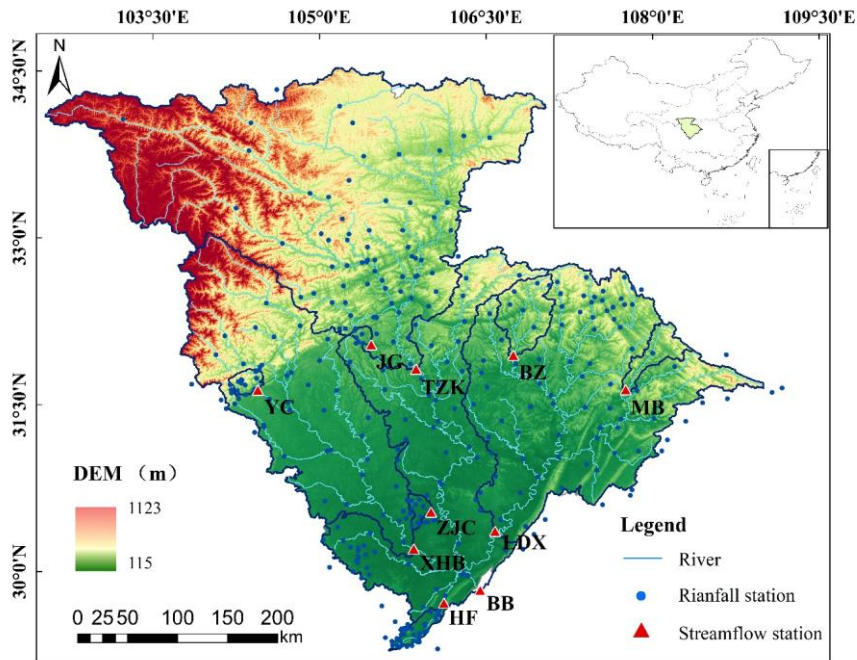 103°30'E 105°0'E 106°30'E 108°0'E 109°30'E
34°30'N
33°0'N
31°30'N
30°0'N
N
JG
TZK
BZ
MB
YC
ZJC
LDX
XHB
BB
HF
DEM （m）
1123
115
0 25 50 100 150 200
km
Legend
River
Rianfall station
Streamflow station